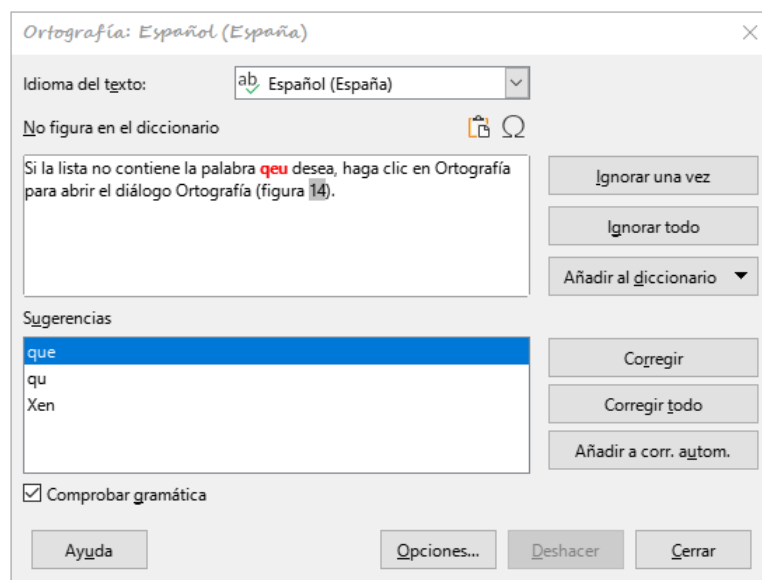 Ortografía: Español (España)
Idioma del texto:
Español (España)
No figura en el diccionario
Si la lista no contiene la palabra qeu desea, haga clic en Ortografía
para abrir el diálogo Ortografía (figura 14).
Ignorar una vez
Ignorar todo
Añadir al diccionario
Sugerencias
que
qu
Xen
Corregir
Corregir todo
Añadir a corr. autom.
Comprobar gramática
Ayuda
Opciones...
Deshacer
Cerrar